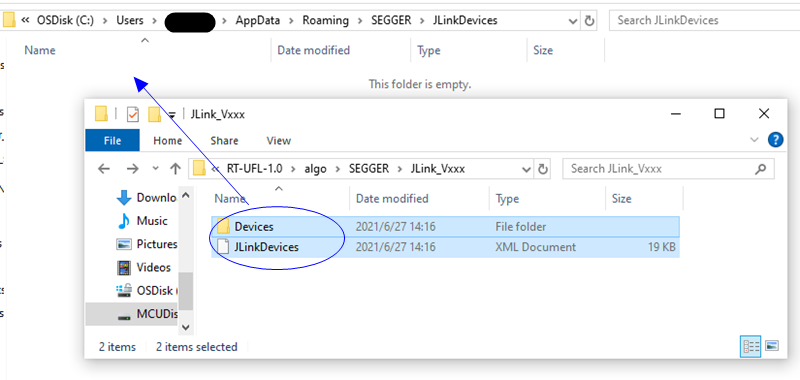 « OSDisk (C:) > Users > > AppData > Roaming > SEGGER > JLinkDevices
Search JLinkDevices
Name Date modified Type Size
This folder is empty.
JLink_Vxxx
File Home Share View
« RT-UFL-1.0 > algo > SEGGER > JLink_Vxxx
Search JLink_Vxxx
Name Date modified Type Size
Downloa
Music
Pictures
Videos
OSDisk (
MCUDis
Devices 2021/6/27 14:16 File folder
JLinkDevices 2021/6/27 14:16 XML Document 19 KB
2 items 2 items selected